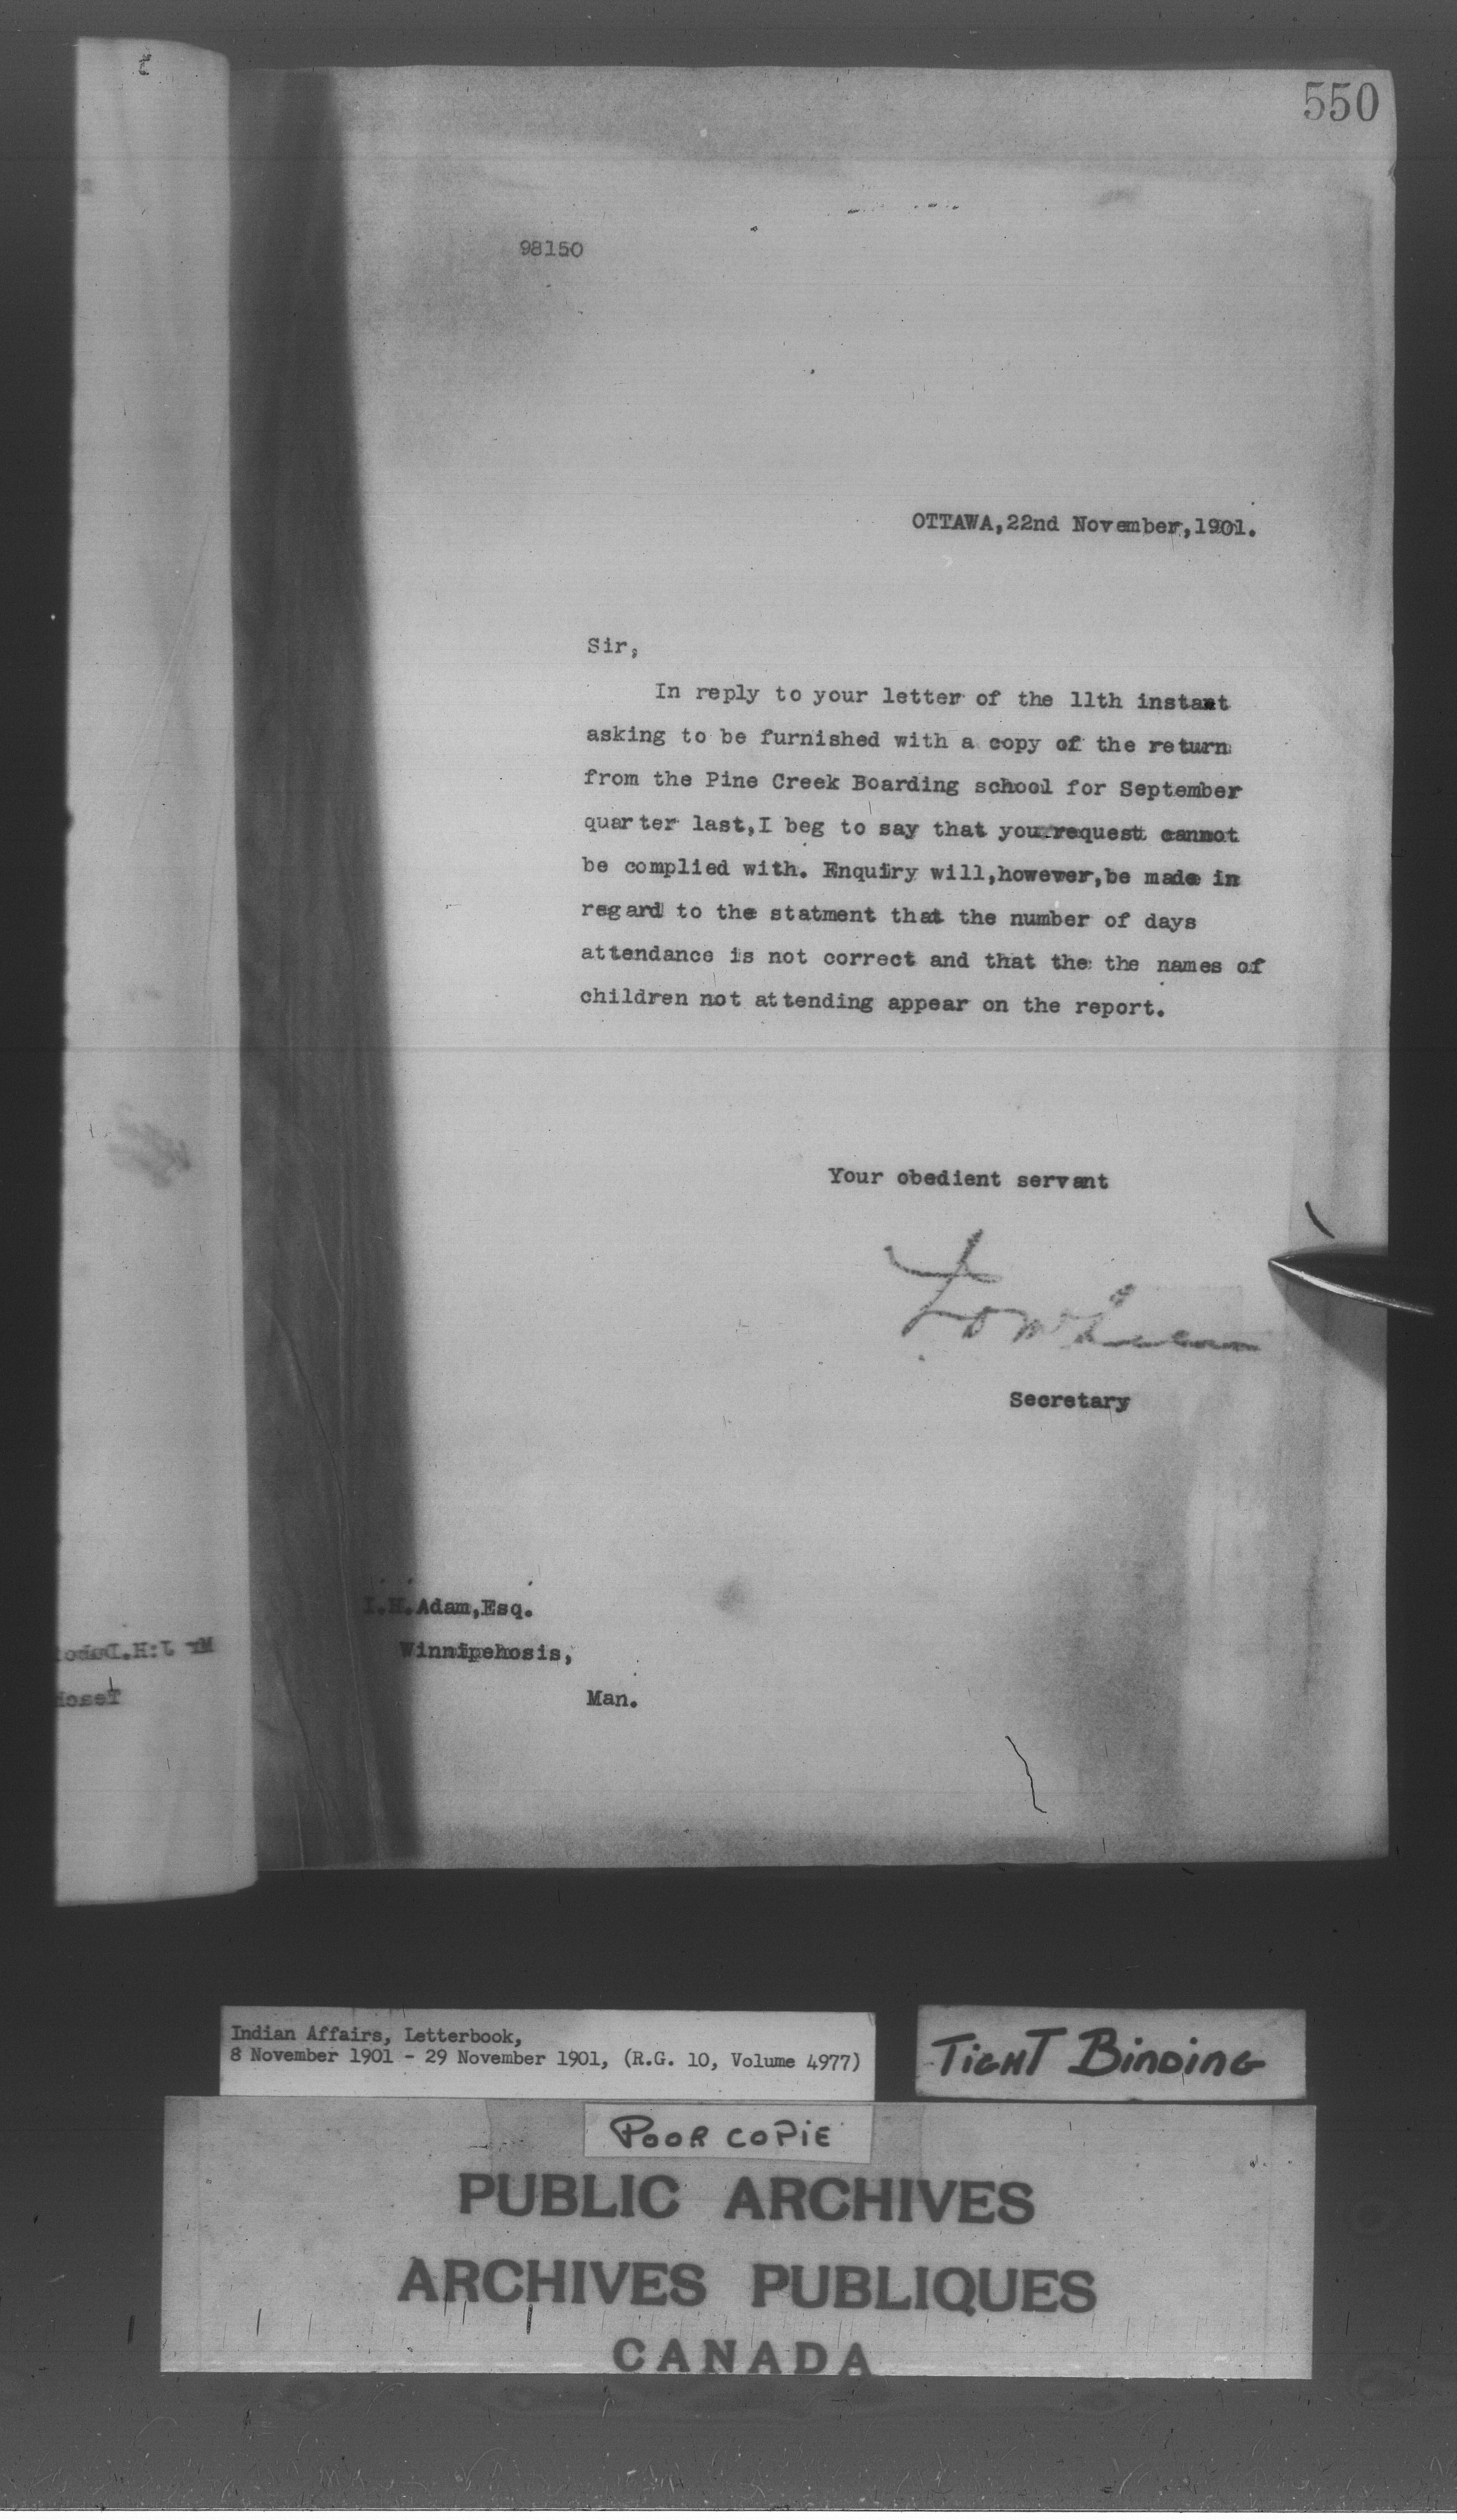 550
98150
OTTAWA,22nd November,1901.
Sir,
In reply to your letter of the 11th instant
asking to be furnished with a copy of the return
from the Pine Creek Boarding school for September
quarter last,I beg to say that your request cannot
be complied with. Enquiry will,however,be made in
regard to the statment that the number of days
attendance is not correct and that the the names of
children not attending appear on the report.
Your obedient servant
Secretary
I.H.Adam,Esq.
Winnipehosis,
Man.
Indian Affairs, Letterbook,
8 November 1901 - 29 November 1901, (R.G. 10, Volume 4977)
TIGHT BINDING
POOR COPIE
PUBLIC ARCHIVES
ARCHIVES PUBLIQUES
CANADA